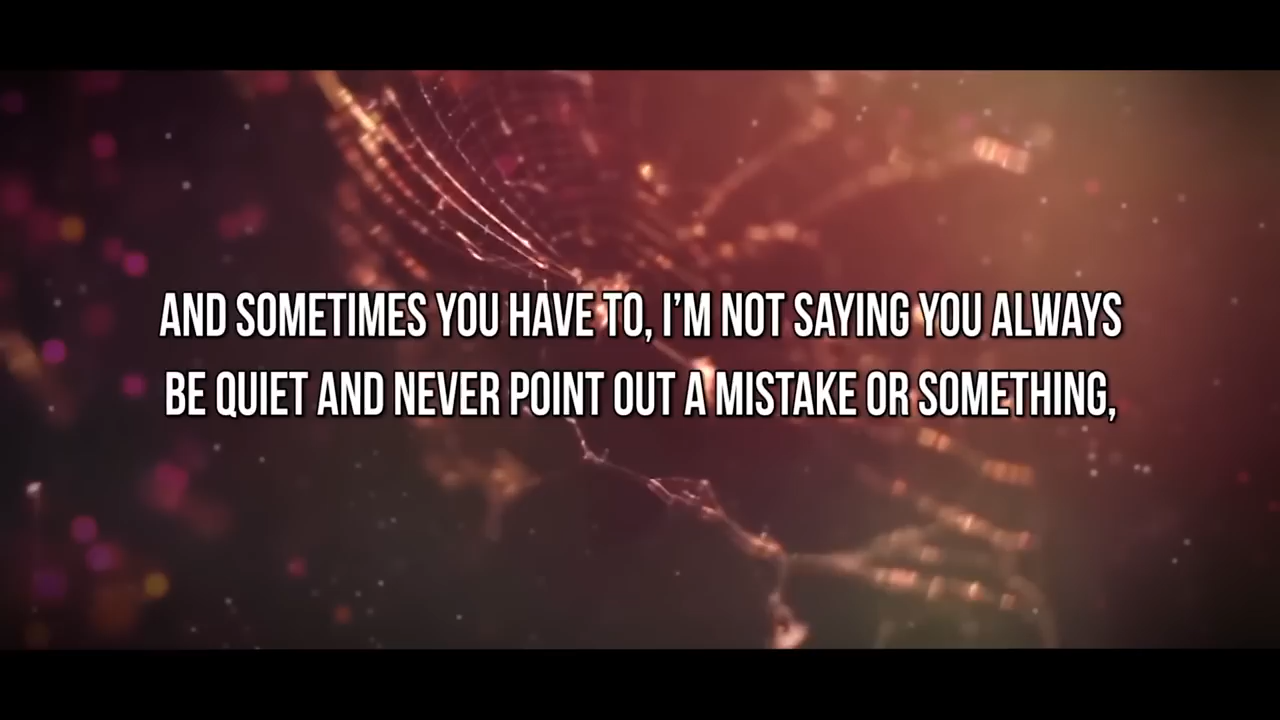 AND SOMETIMES YOU HAVE TO, I’M NOT SAYING YOU ALWAYS
BE QUIET AND NEVER POINT OUT A MISTAKE OR SOMETHING,